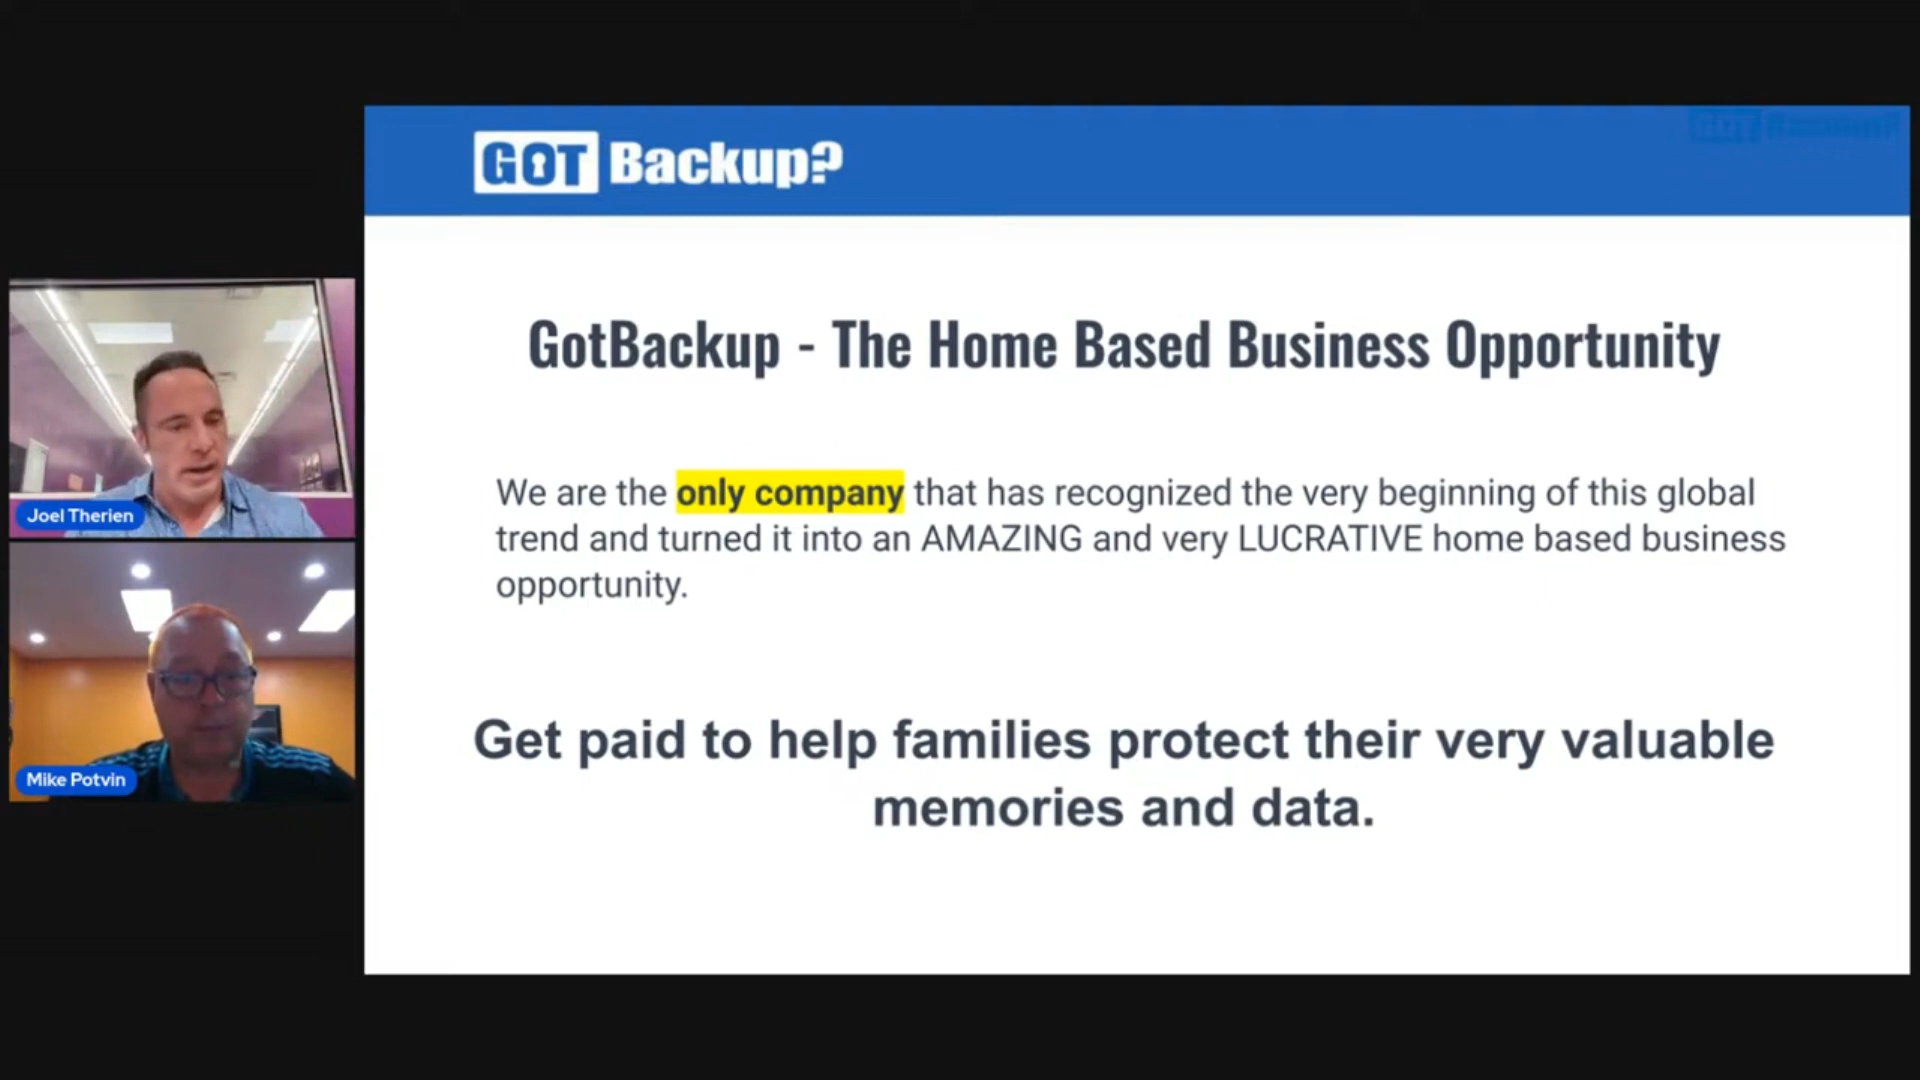 GOT Backup?
GOT Backup?
GotBackup - The Home Based Business Opportunity
We are the only company that has recognized the very beginning of this global
trend and turned it into an AMAZING and very LUCRATIVE home based business
opportunity.
Get paid to help families protect their very valuable
memories and data.
Joel Therien
Mike Potvin